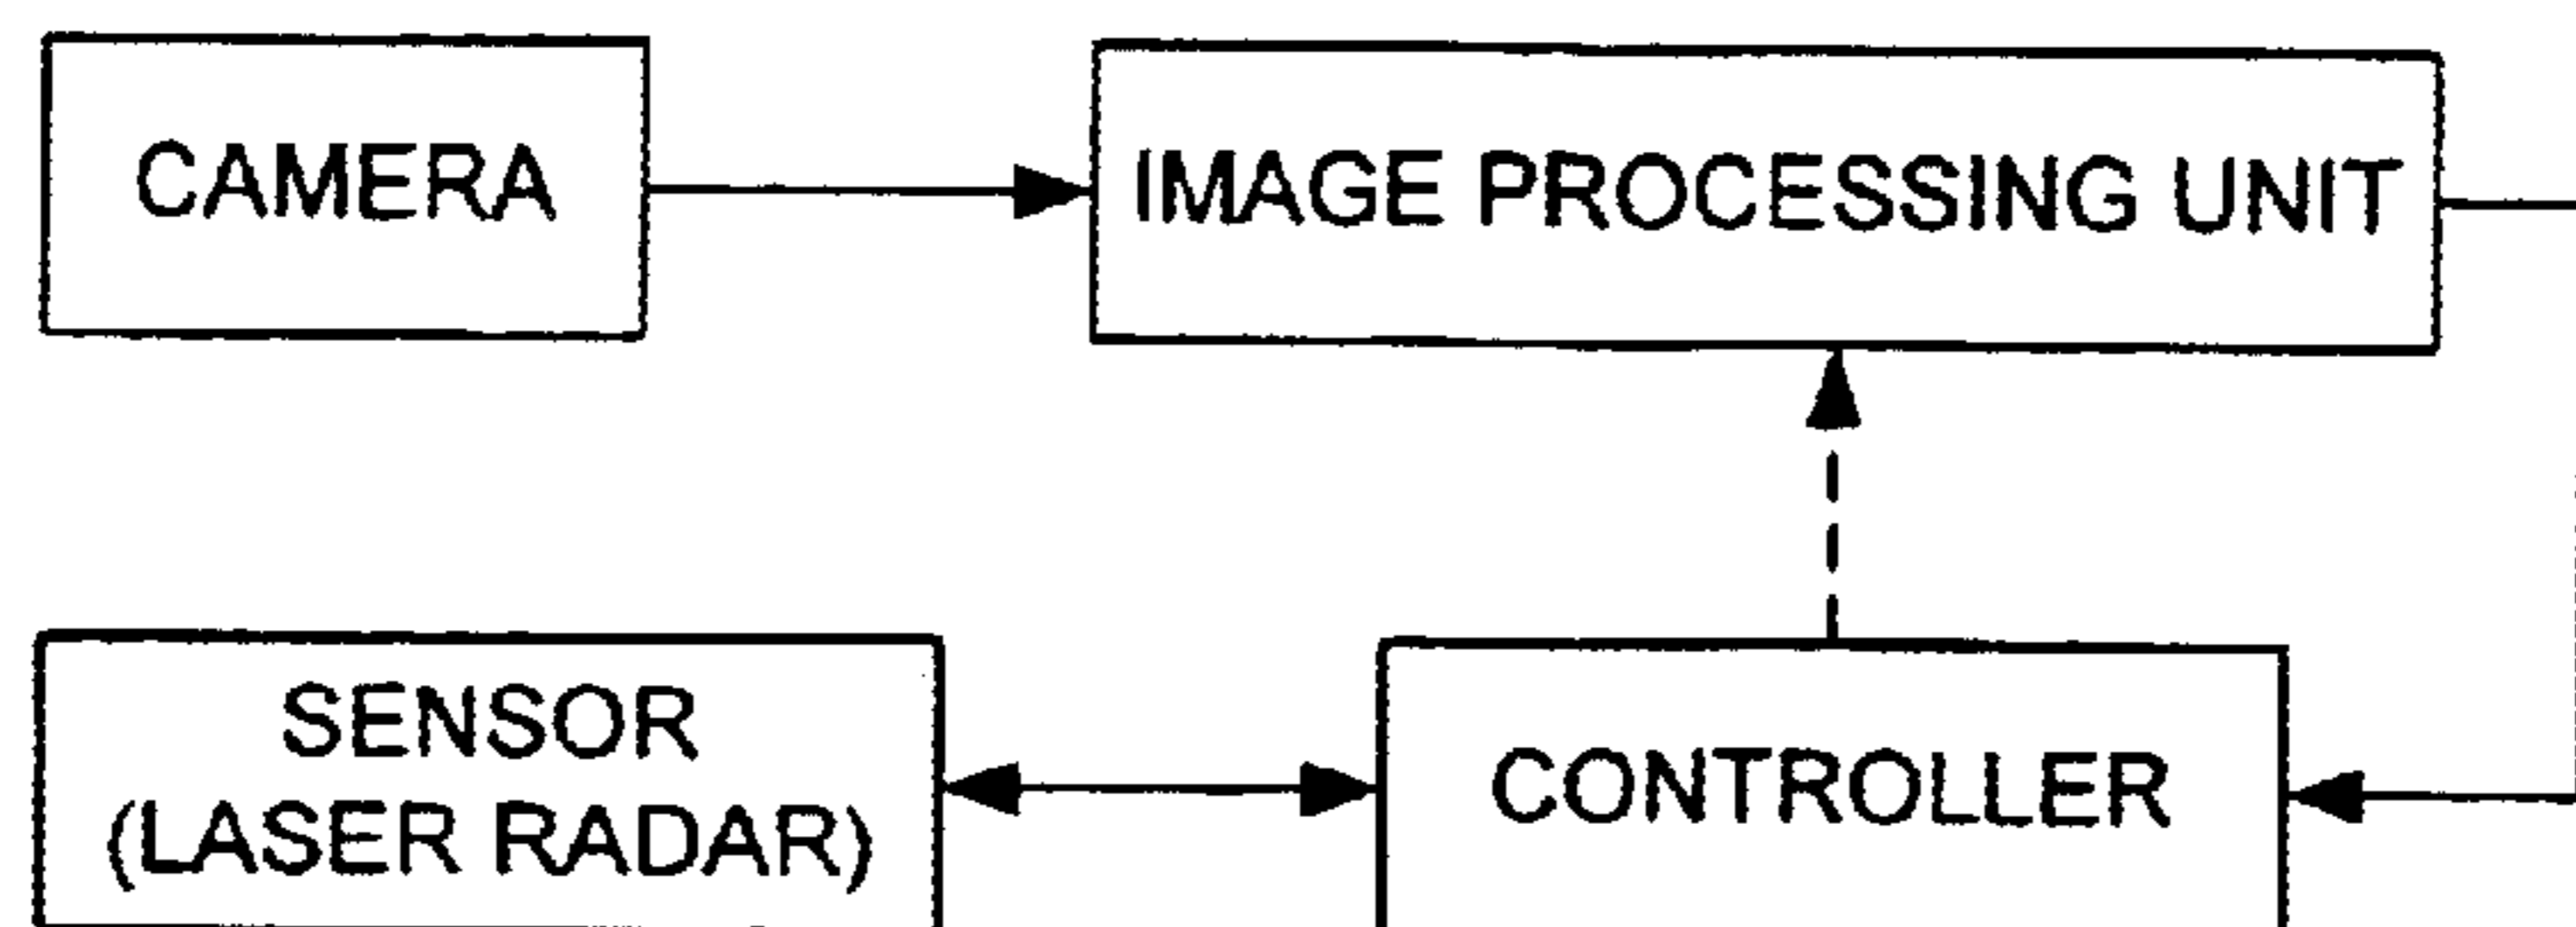 CAMERA
IMAGE PROCESSING UNIT
SENSOR
(LASER RADAR)
CONTROLLER